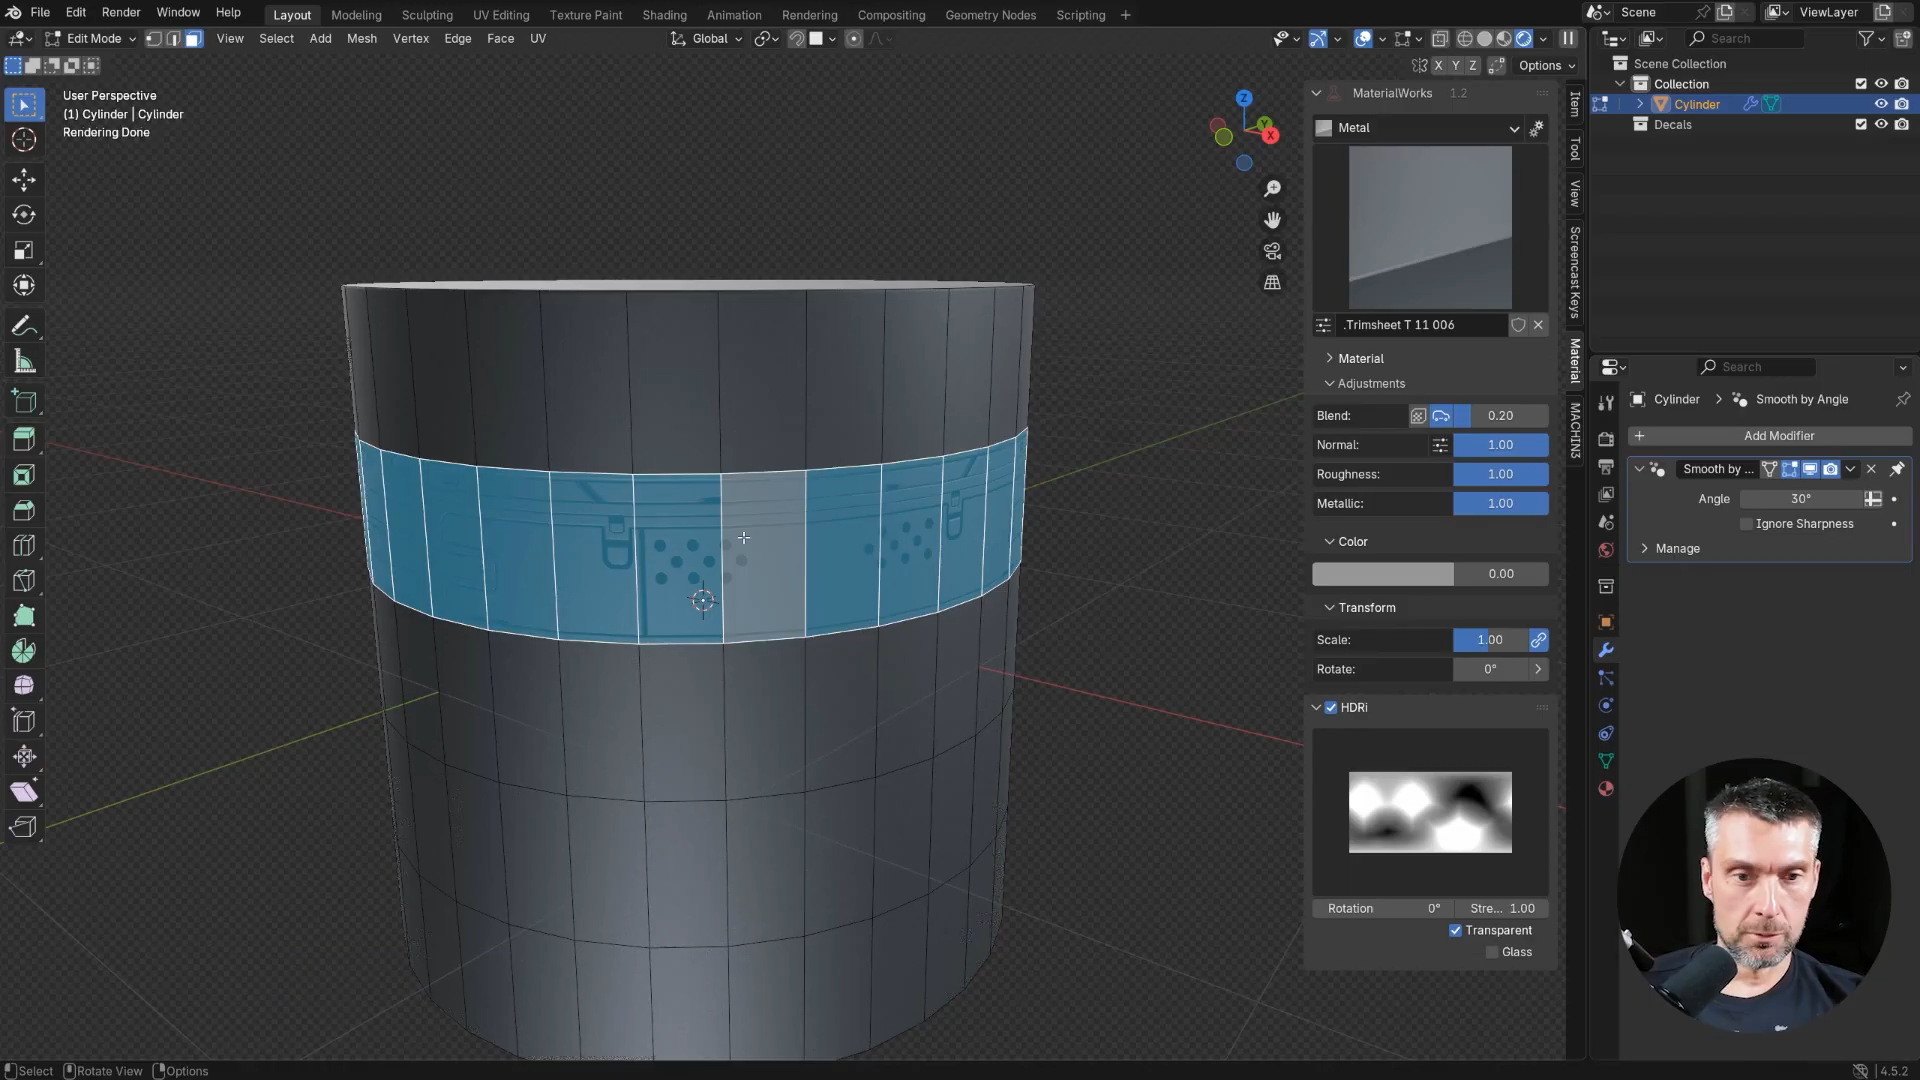 File Edit Render Window Help Layout Modeling Sculpting UV Editing Texture Paint Shading Animation Rendering Compositing Geometry Nodes Scripting + Scene ViewLayer
Edit Mode View Select Add Mesh Vertex Edge Face UV Global Search
X Y Z Options
User Perspective
(1) Cylinder | Cylinder
Rendering Done
Z
Y
X
MaterialWorks 1.2
Metal
.Trimsheet T 11 006
Material
Adjustments
Blend: 0.20
Normal: 1.00
Roughness: 1.00
Metallic: 1.00
Color
0.00
Transform
Scale: 1.00
Rotate: 0°
HDRi
Rotation 0° Stre... 1.00
Transparent
Glass
Item
Tool
View
Screencast Keys
Material
MACHIN3
Scene Collection
Collection
Cylinder
Decals
Search
Cylinder > Smooth by Angle
+ Add Modifier
Smooth by ...
Angle 30°
Ignore Sharpness
Manage
Select Rotate View Options 4.5.2